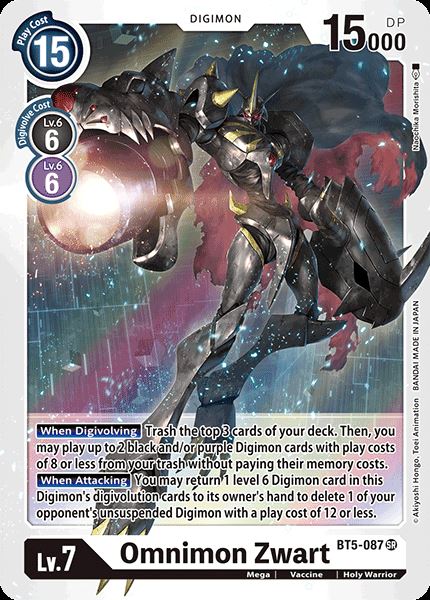 DIGIMON
Play Cost
15
15000
DP
Digivolve Cost
Lv.6
6
Lv.6
6
Naochika Morishita
©Akiyoshi Hongo, Toei Animation BANDAI MADE IN JAPAN
When Digivolving Trash the top 3 cards of your deck. Then, you
may play up to 2 black and/or purple Digimon cards with play costs
of 8 or less from your trash without paying their memory costs.
When Attacking You may return 1 level 6 Digimon card in this
Digimon's digivolution cards to its owner's hand to delete 1 of your
opponent's unsuspended Digimon with a play cost of 12 or less.
Lv.7
Omnimon Zwart
BT5-087 SR
Mega | Vaccine | Holy Warrior